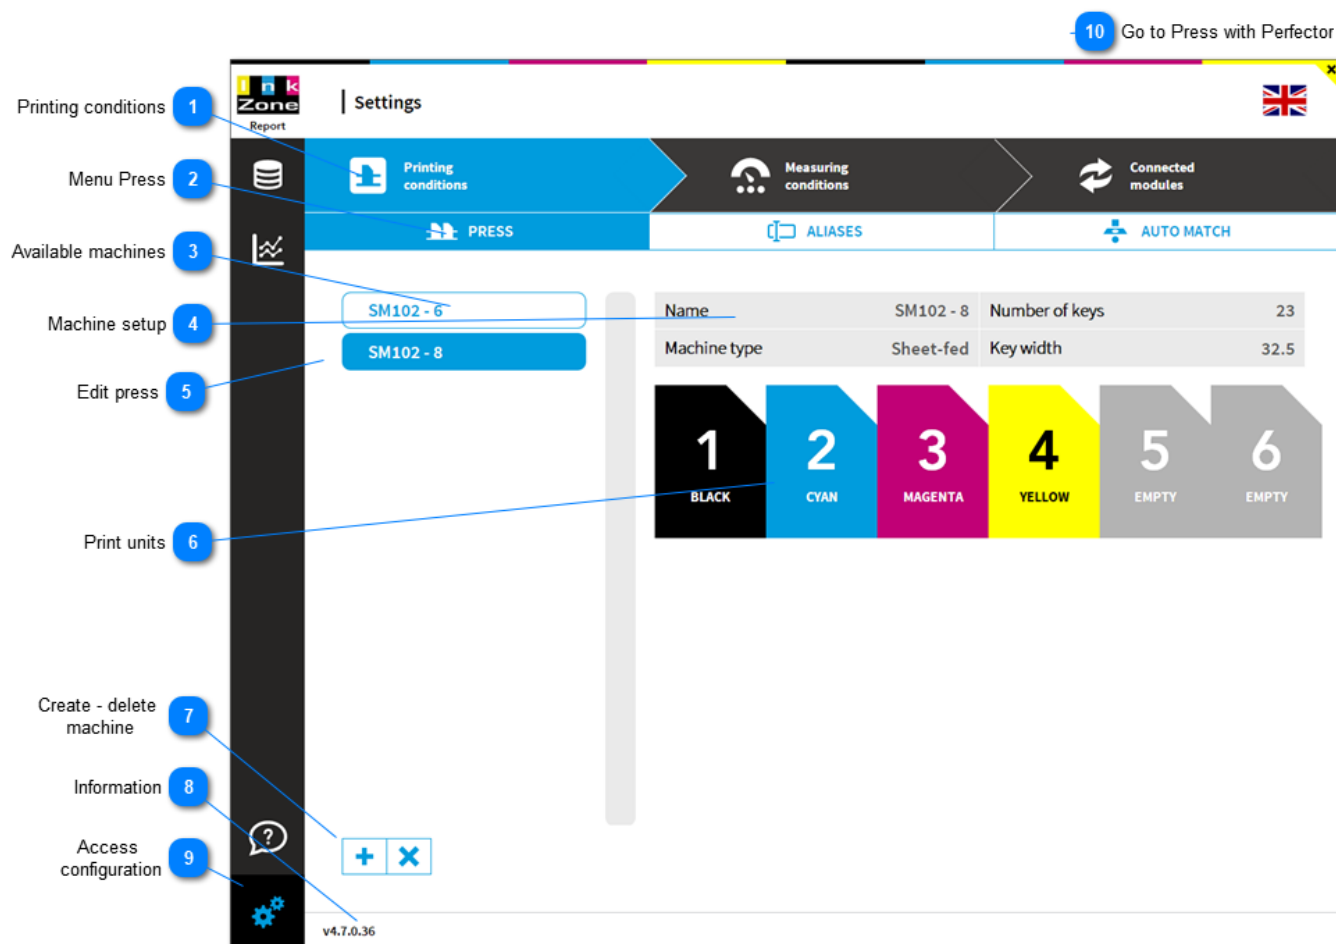 10 Go to Press with Perfector
Ink
Zone
Report
Settings
Printing conditions 1
Printing
conditions
Measuring
conditions
Connected
modules
Menu Press 2
PRESS
ALIASES
AUTO MATCH
Available machines 3
SM102 - 6
Name SM102 - 8 Number of keys 23
Machine setup 4
SM102 - 8
Machine type Sheet-fed Key width 32.5
Edit press 5
1
BLACK
2
CYAN
3
MAGENTA
4
YELLOW
5
EMPTY
6
EMPTY
Print units 6
Create - delete
machine
7
Information 8
Access
configuration
9
v4.7.0.36